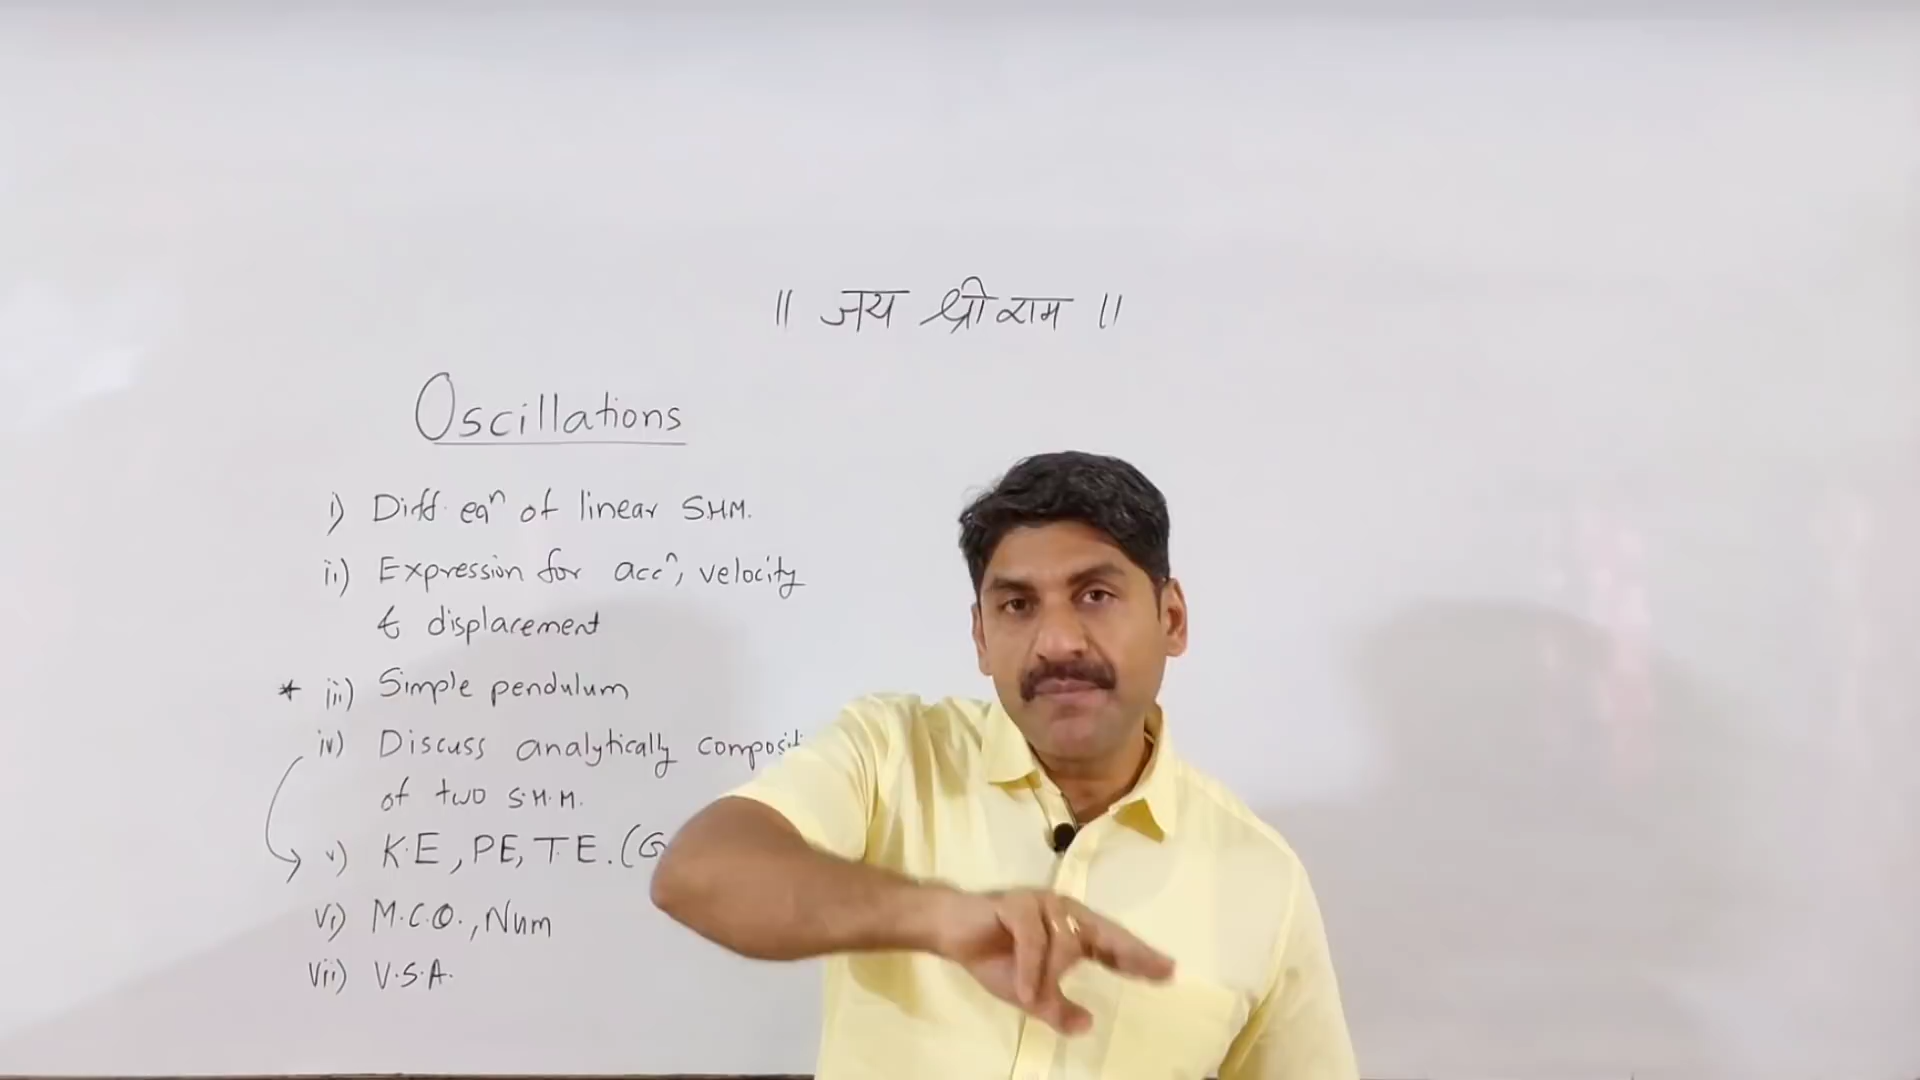 ॥ जय श्रीराम ॥
Oscillations
i) Diff. eqⁿ of linear S.H.M.
ii) Expression for accⁿ, velocity
& displacement
* iii) Simple pendulum
iv) Discuss analytically
of two S.H.M.
v) K.E, PE, T.E. (G
vi) M.C.Q., Num
vii) V.S.A.